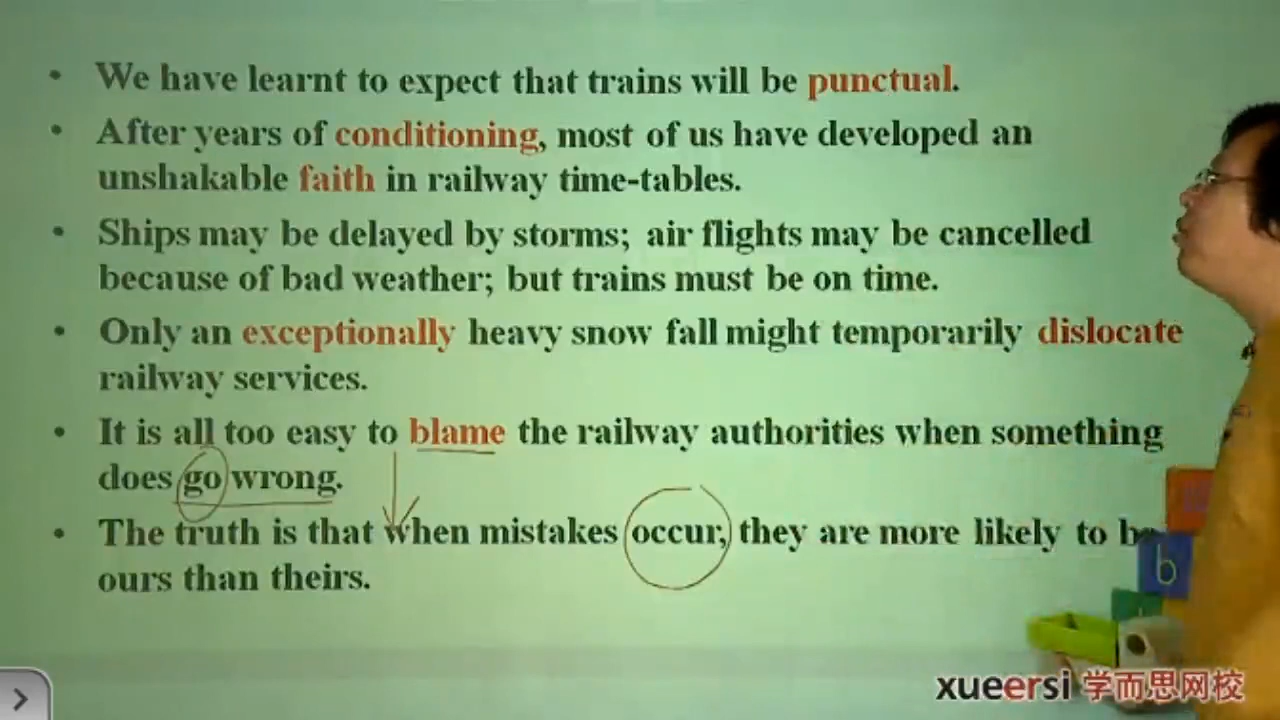 • We have learnt to expect that trains will be punctual.
• After years of conditioning, most of us have developed an
unshakable faith in railway time-tables.
• Ships may be delayed by storms; air flights may be cancelled
because of bad weather; but trains must be on time.
• Only an exceptionally heavy snow fall might temporarily dislocate
railway services.
• It is all too easy to blame the railway authorities when something
does go wrong.
• The truth is that when mistakes occur, they are more likely to be
ours than theirs.
b
xueersi 学而思网校